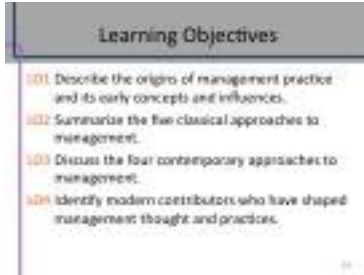 Learning Objectives
LO1 Describe the origins of management practice
and its early concepts and influences.
LO2 Summarize the five classical approaches to
management.
LO3 Discuss the four contemporary approaches to
management.
LO4 Identify modern contributors who have shaped
management thought and practices.